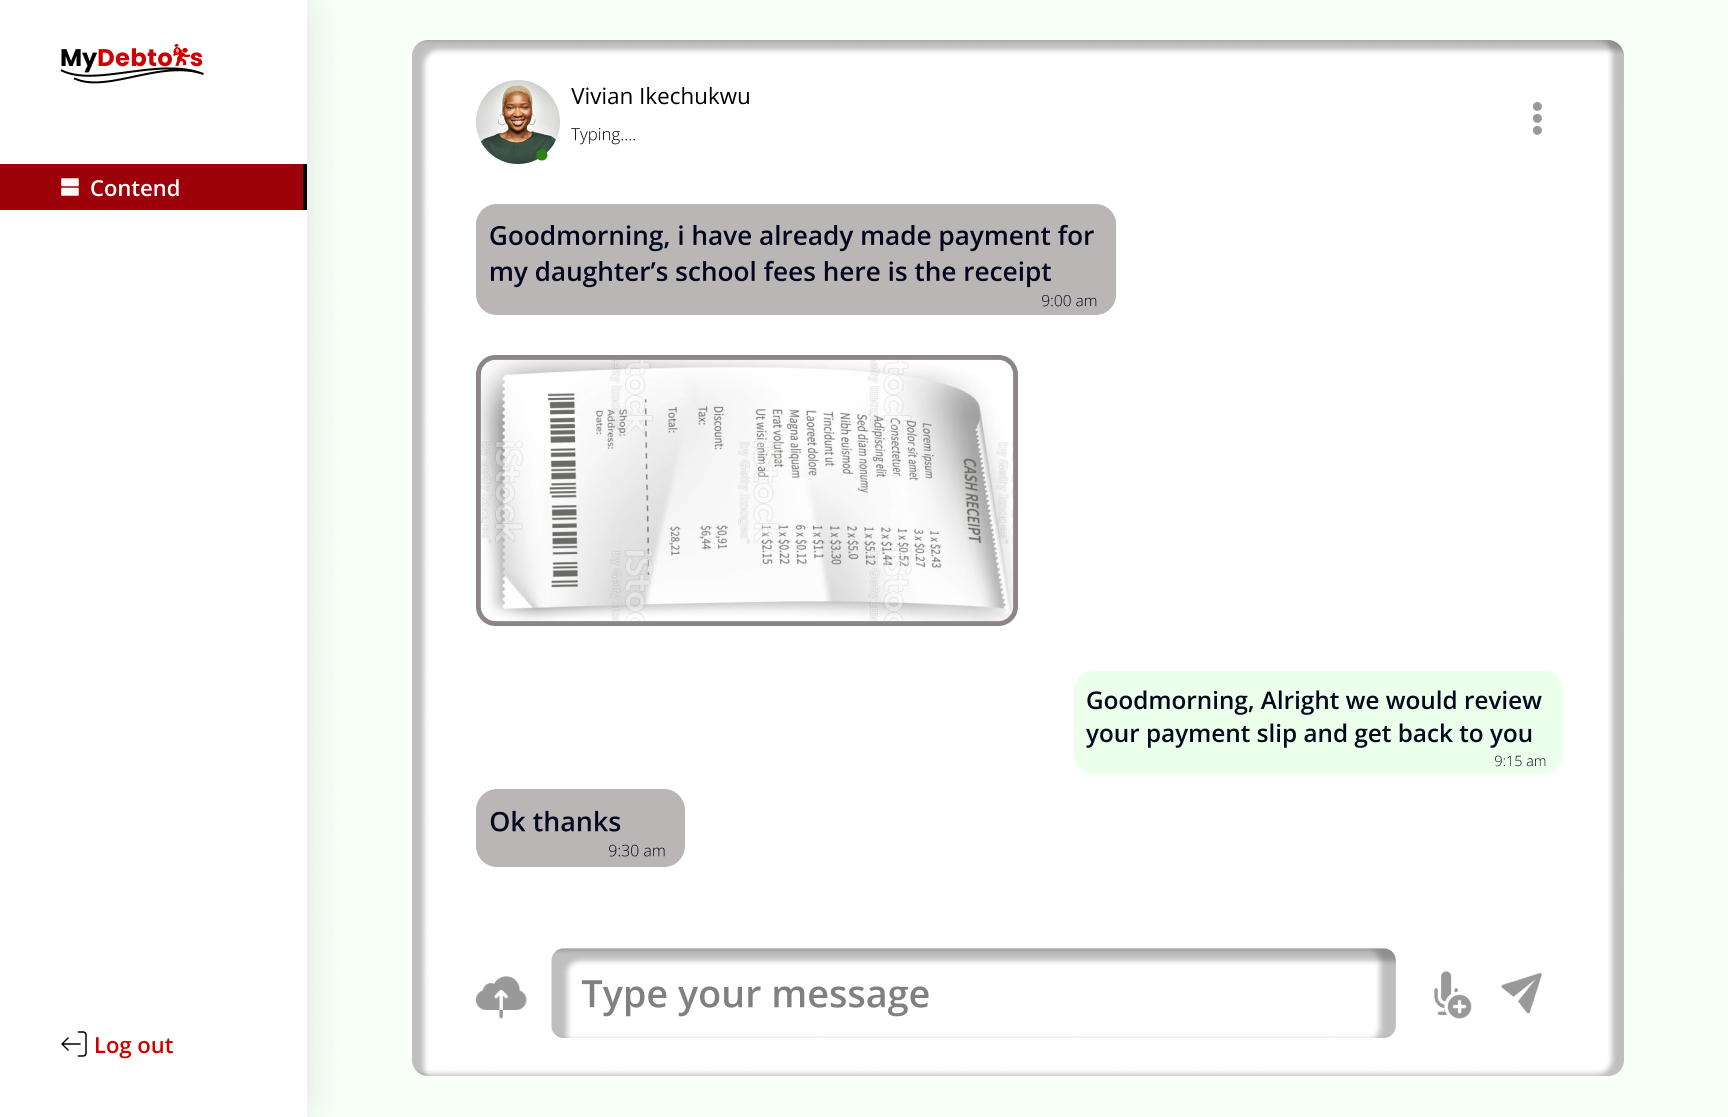 MyDebtors
Contend
Vivian Ikechukwu
Typing....
Goodmorning, i have already made payment for
my daughter’s school fees here is the receipt
9:00 am
CASH RECEIPT
Lorem ipsum 1 x $2.43
Dolor sit amet 3 x $0.27
Consectetuer 1 x $0.52
Adipiscing elit 2 x $1.44
Sed diam nonumy 1 x $5.12
Nibh euismod 2 x $5.0
Tincidunt ut 1 x $3.30
Laoreet dolore 1 x $1.1
Magna aliquam 6 x $0.12
Erat volutpat 1 x $0.22
Ut wisi enim ad 1 x $2.15
Discount: $0,91
Tax: $6,44
Total: $28,21
Shop:
Address:
Date:
iStock
by Getty Images
Goodmorning, Alright we would review
your payment slip and get back to you
9:15 am
Ok thanks
9:30 am
Type your message
Log out